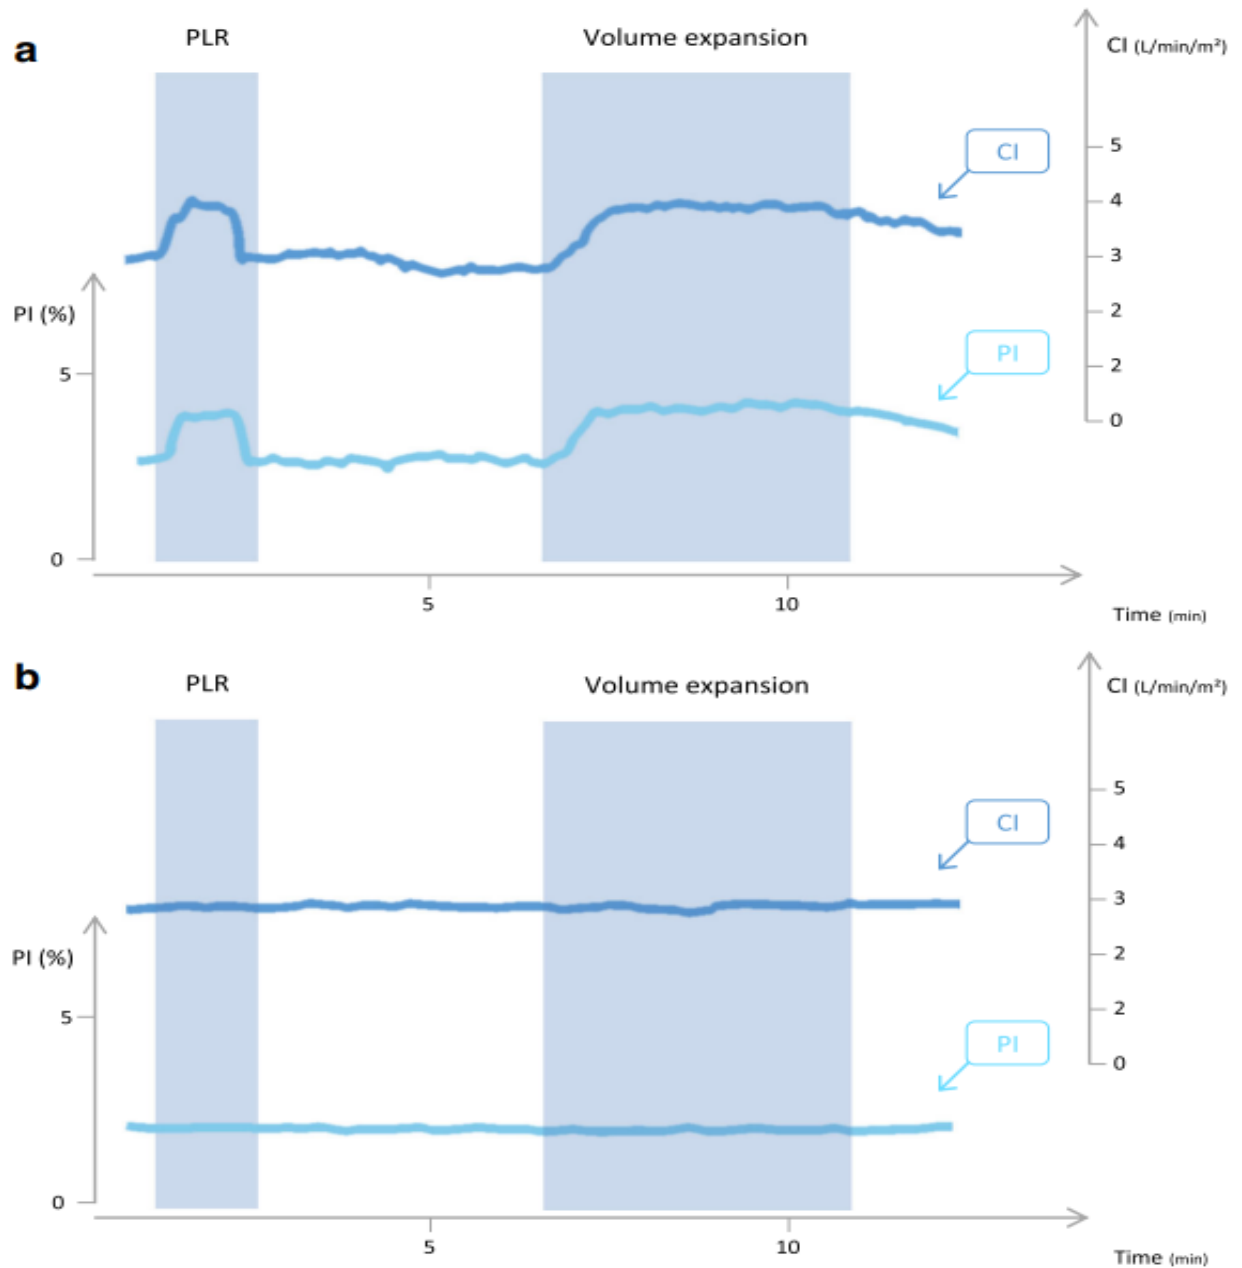 a
PLR
Volume expansion
CI (L/min/m²)
5
CI
4
3
PI (%)
2
PI
5
2
0
0
5
10
Time (min)
b
PLR
Volume expansion
CI (L/min/m²)
5
CI
4
3
PI (%)
2
5
2
PI
0
0
5
10
Time (min)